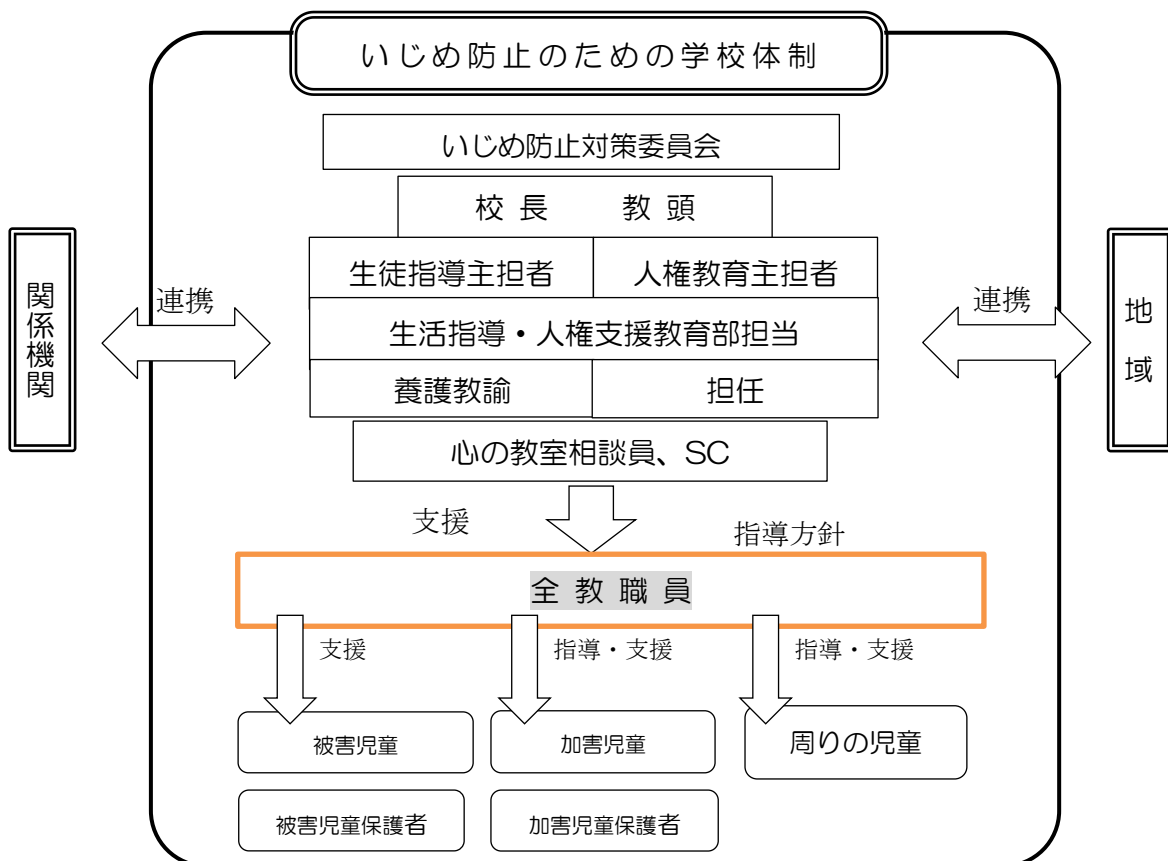 いじめ防止のための学校体制
いじめ防止対策委員会
校長 教頭
生徒指導主担者 人権教育主担者
生活指導・人権支援教育部担当
養護教諭 担任
心の教室相談員、SC
関係機関
連携
連携
地域
支援 指導方針
全教職員
支援 指導・支援 指導・支援
被害児童 加害児童 周りの児童
被害児童保護者 加害児童保護者